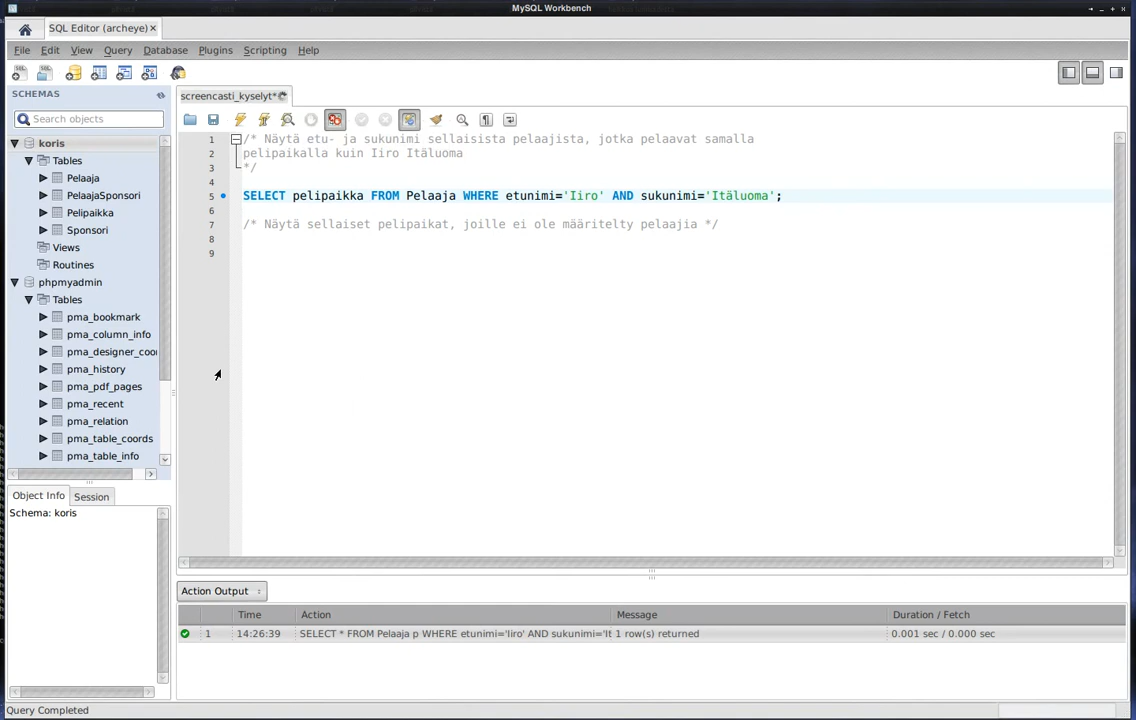 MySQL Workbench
SQL Editor (archeye)
File Edit View Query Database Plugins Scripting Help
SCHEMAS
Search objects
koris
Tables
Pelaaja
PelaajaSponsori
Pelipaikka
Sponsori
Views
Routines
phpmyadmin
Tables
pma_bookmark
pma_column_info
pma_designer_coo
pma_history
pma_pdf_pages
pma_recent
pma_relation
pma_table_coords
pma_table_info
Object Info Session
Schema: koris
screencasti_kyselyt*
1 /* Näytä etu- ja sukunimi sellaisista pelaajista, jotka pelaavat samalla
2 pelipaikalla kuin Iiro Itäluoma
3 */
4
5 SELECT pelipaikka FROM Pelaaja WHERE etunimi='Iiro' AND sukunimi='Itäluoma';
6
7 /* Näytä sellaiset pelipaikat, joille ei ole määritelty pelaajia */
8
9
Action Output
Time Action Message Duration / Fetch
1 14:26:39 SELECT * FROM Pelaaja p WHERE etunimi='Iiro' AND sukunimi='It 1 row(s) returned 0.001 sec / 0.000 sec
Query Completed